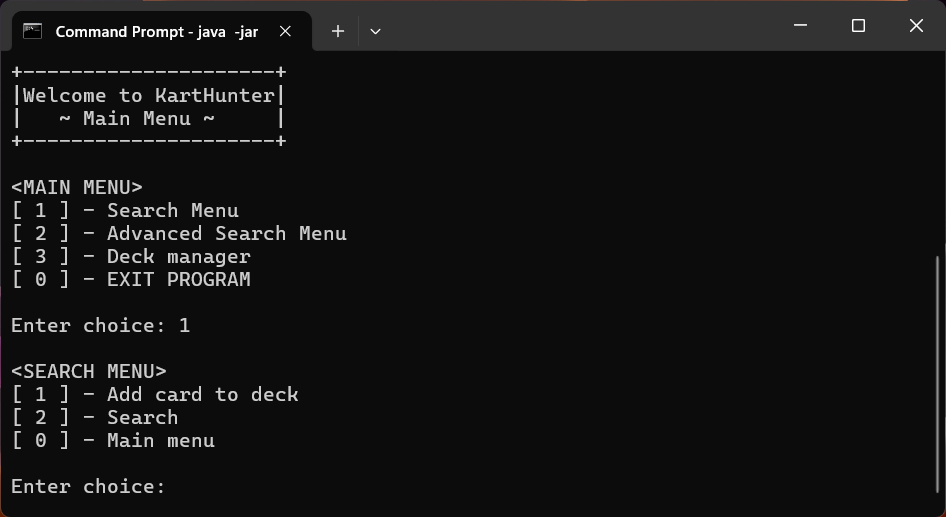 Command Prompt - java -jar
+---------------------+
|Welcome to KartHunter|
|   ~ Main Menu ~     |
+---------------------+
<MAIN MENU>
[ 1 ] - Search Menu
[ 2 ] - Advanced Search Menu
[ 3 ] - Deck manager
[ 0 ] - EXIT PROGRAM
Enter choice: 1
<SEARCH MENU>
[ 1 ] - Add card to deck
[ 2 ] - Search
[ 0 ] - Main menu
Enter choice: